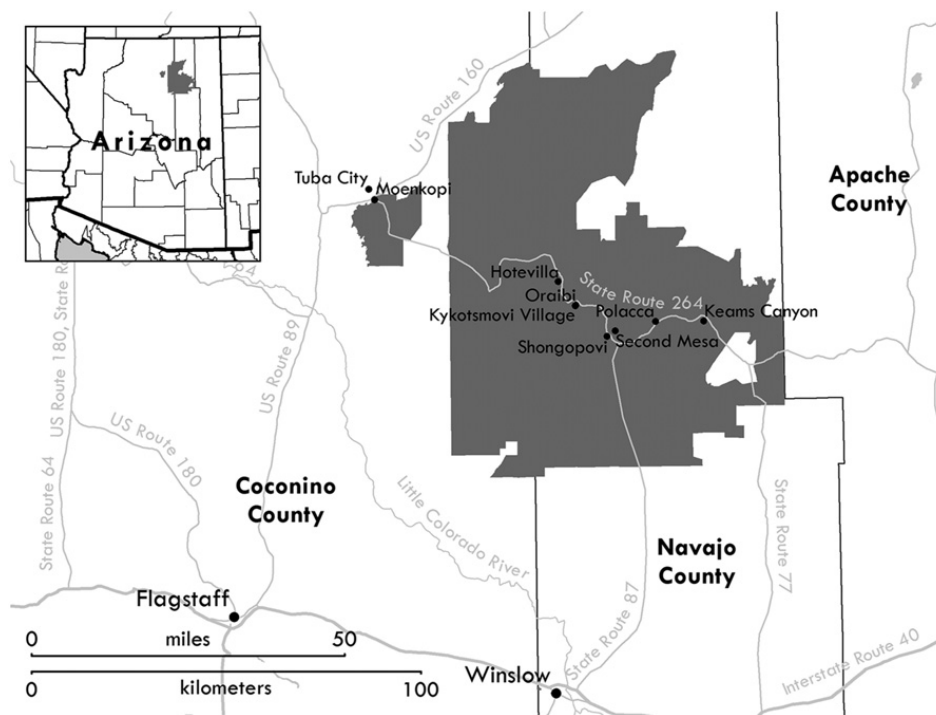 Arizona
US Route 160
Tuba City
Moenkopi
Apache
County
64
Hotevilla
State Route 264
Oraibi
Kykotsmovi Village
Polacca
Keams Canyon
Shongopovi
Second Mesa
US Route 180, State Ro
US Route 89
State Route 64
US Route 180
Coconino
County
Little Colorado River
State Route 77
Navajo
County
Flagstaff
State Route 87
Interstate Route 40
Winslow
0 miles 50
0 kilometers 100